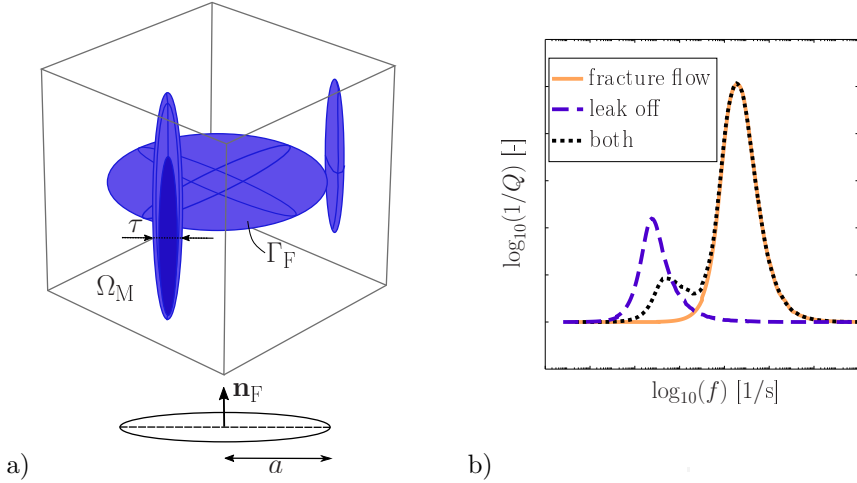 τ
Γ_F
Ω_M
n_F
a
a)
fracture flow
leak off
both
log₁₀(1/Q) [-]
log₁₀(f) [1/s]
b)